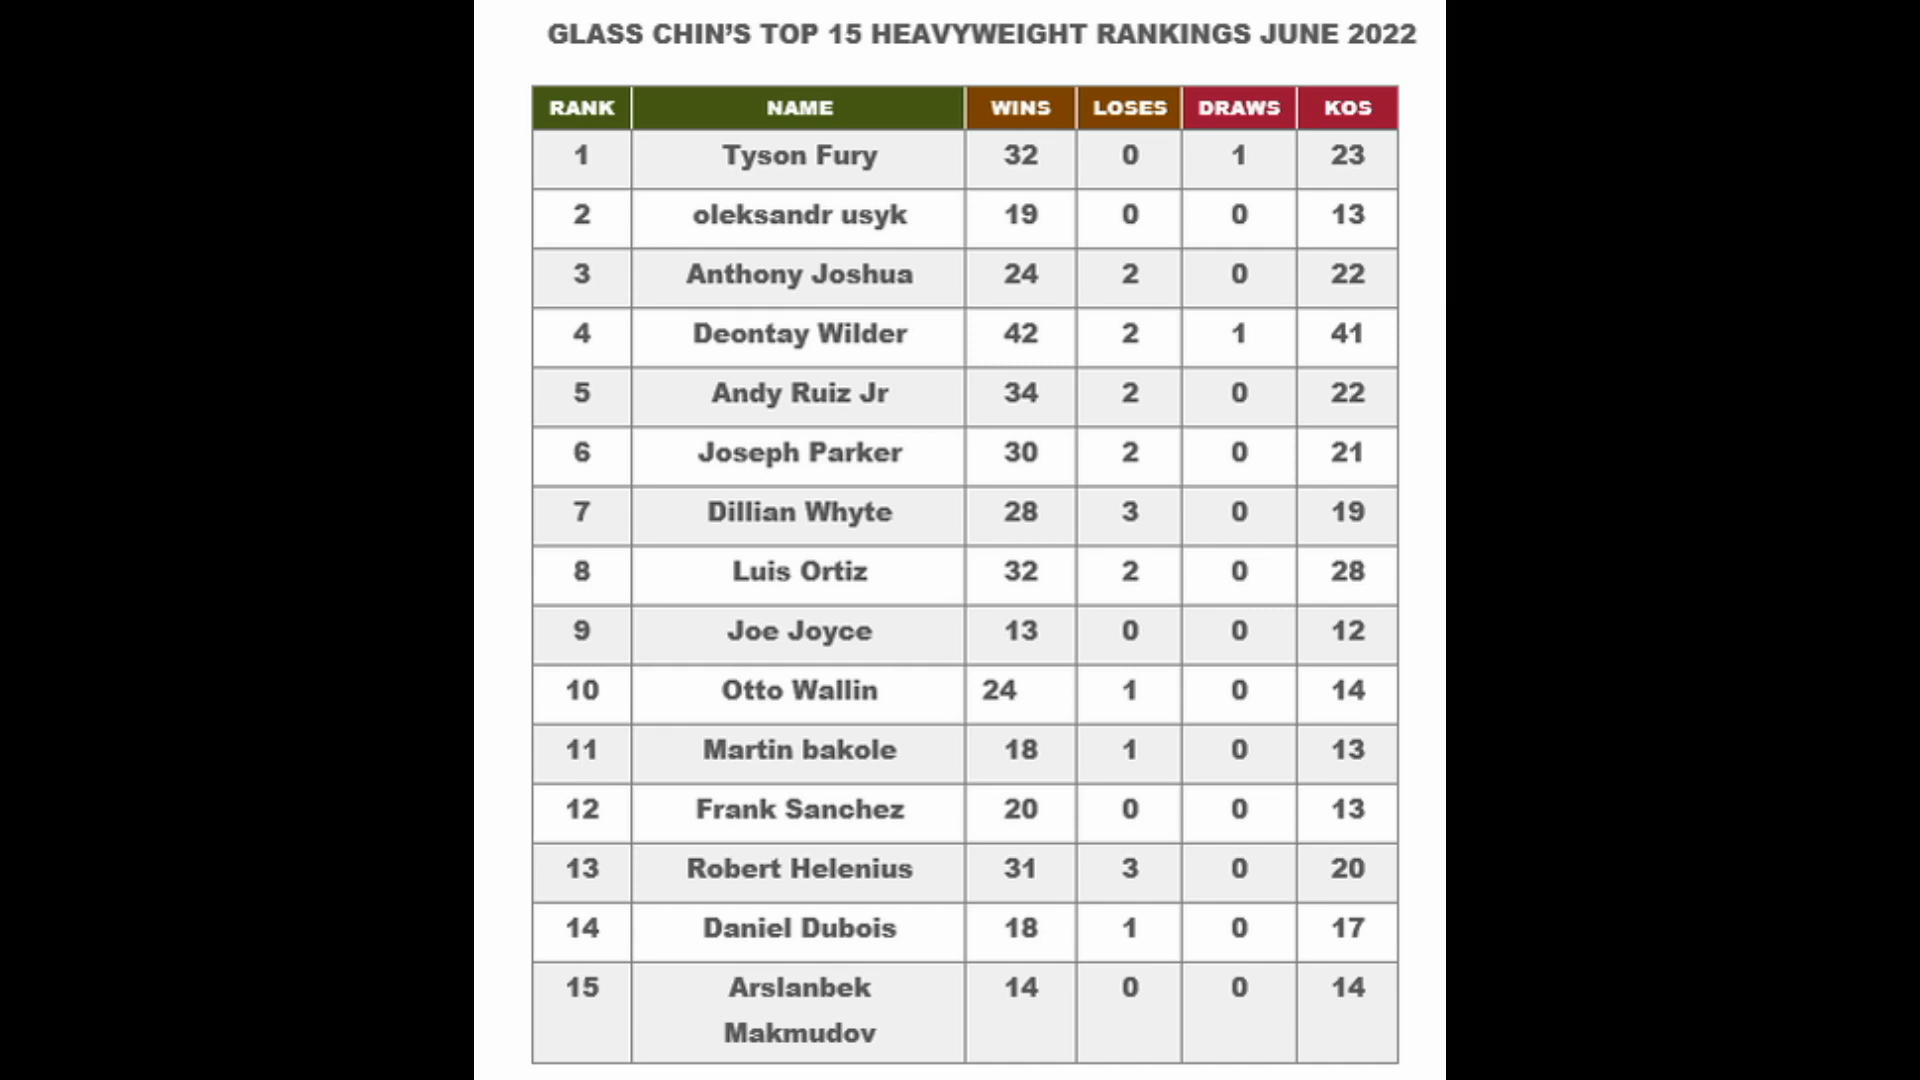 GLASS CHIN’S TOP 15 HEAVYWEIGHT RANKINGS JUNE 2022
RANK NAME WINS LOSES DRAWS KOS
1 Tyson Fury 32 0 1 23
2 oleksandr usyk 19 0 0 13
3 Anthony Joshua 24 2 0 22
4 Deontay Wilder 42 2 1 41
5 Andy Ruiz Jr 34 2 0 22
6 Joseph Parker 30 2 0 21
7 Dillian Whyte 28 3 0 19
8 Luis Ortiz 32 2 0 28
9 Joe Joyce 13 0 0 12
10 Otto Wallin 24 1 0 14
11 Martin bakole 18 1 0 13
12 Frank Sanchez 20 0 0 13
13 Robert Helenius 31 3 0 20
14 Daniel Dubois 18 1 0 17
15 Arslanbek 14 0 0 14
Makmudov